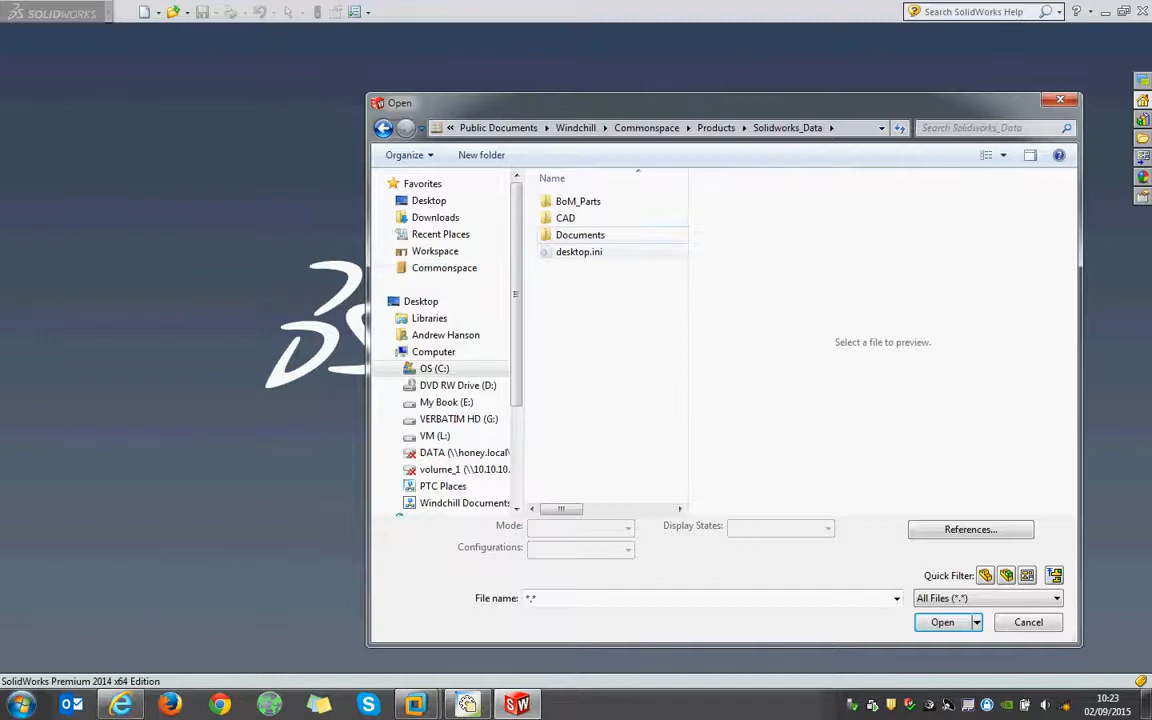 SOLIDWORKS
Search SolidWorks Help
Open
« Public Documents Windchill Commonspace Products Solidworks_Data
Search Solidworks_Data
Organize
New folder
Favorites
Desktop
Downloads
Recent Places
Workspace
Commonspace
Desktop
Libraries
Andrew Hanson
Computer
OS (C:)
DVD RW Drive (D:)
My Book (E:)
VERBATIM HD (G:)
VM (L:)
DATA (\\honey.local\
volume_1 (\\10.10.10.
PTC Places
Windchill Documents
Name
BoM_Parts
CAD
Documents
desktop.ini
Select a file to preview.
Mode:
Display States:
References...
Configurations:
Quick Filter:
File name: *.*
All Files (*.*)
Open
Cancel
SolidWorks Premium 2014 x64 Edition
10:23
02/09/2015